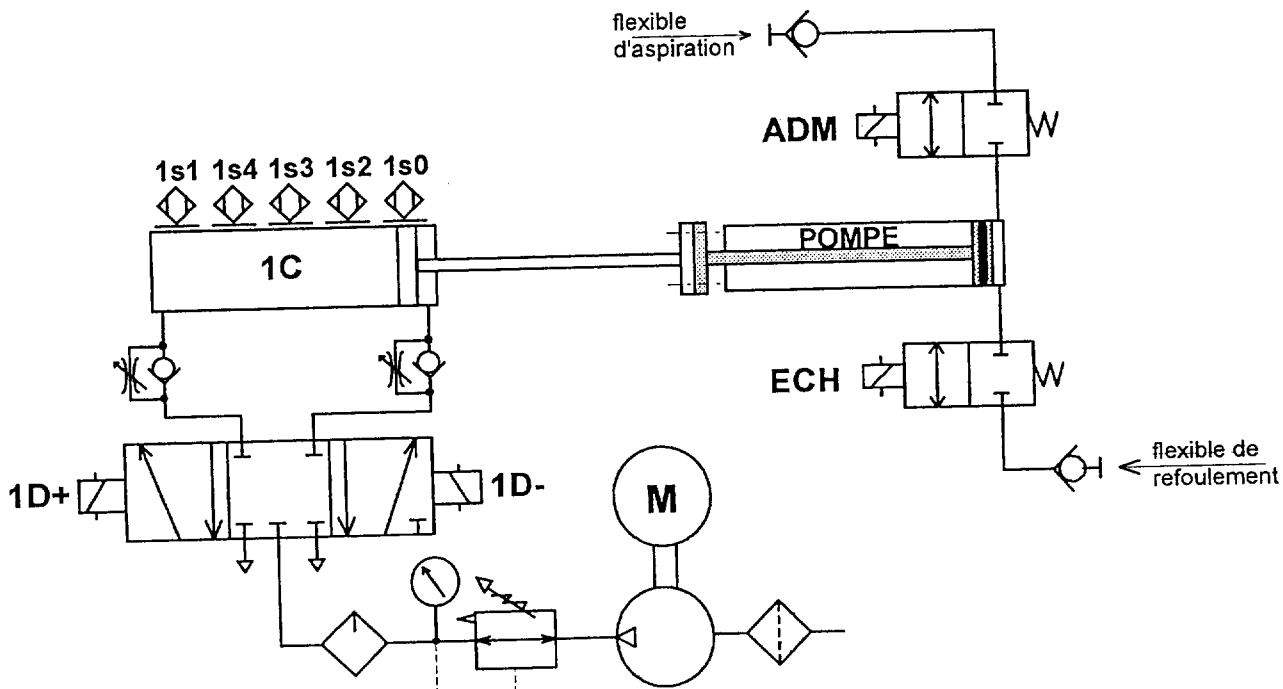 flexible
d'aspiration
ADM
1s1 1s4 1s3 1s2 1s0
POMPE
1C
ECH
flexible de
refoulement
1D+
1D-
M